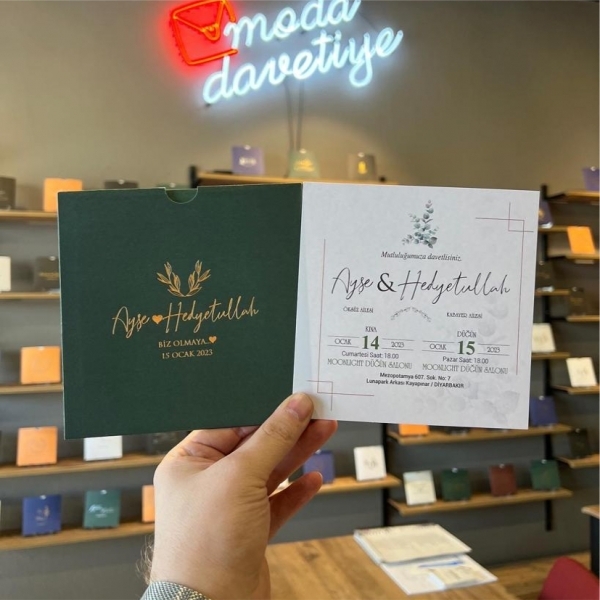 moda
davetiye
Ayşe Hedyetullah
BİZ OLMAYA..
15 OCAK 2023
Mutluluğumuza davetlisiniz.
Ayşe & Hedyetullah
KINA
OCAK 14 2023
Cumartesi Saat: 18.00
MOONLIGHT DÜĞÜN SALONU
DÜĞÜN
OCAK 15 2023
Pazar Saat: 18.00
MOONLIGHT DÜĞÜN SALONU
Mezopotamya 607. Sok. No: 7
Lunapark Arkası Kayapınar / DİYARBAKIR